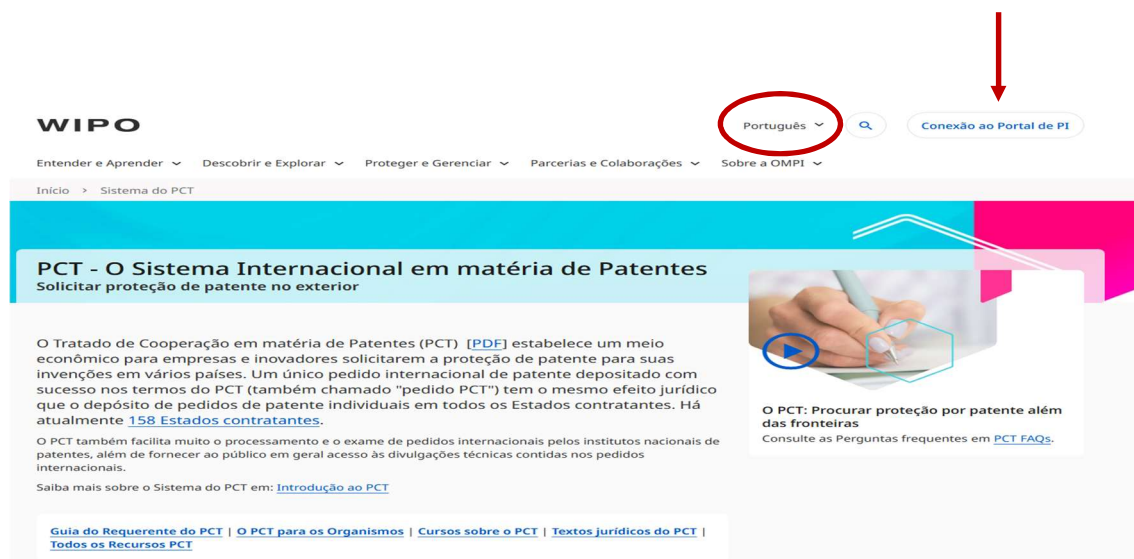 WIPO
Português
Conexão ao Portal de PI
Entender e Aprender
Descobrir e Explorar
Proteger e Gerenciar
Parcerias e Colaborações
Sobre a OMPI
Início > Sistema do PCT
PCT - O Sistema Internacional em matéria de Patentes
Solicitar proteção de patente no exterior
O Tratado de Cooperação em matéria de Patentes (PCT) [PDF] estabelece um meio
econômico para empresas e inovadores solicitarem a proteção de patente para suas
invenções em vários países. Um único pedido internacional de patente depositado com
sucesso nos termos do PCT (também chamado "pedido PCT") tem o mesmo efeito jurídico
que o depósito de pedidos de patente individuais em todos os Estados contratantes. Há
atualmente 158 Estados contratantes.
O PCT também facilita muito o processamento e o exame de pedidos internacionais pelos institutos nacionais de
patentes, além de fornecer ao público em geral acesso às divulgações técnicas contidas nos pedidos
internacionais.
Saiba mais sobre o Sistema do PCT em: Introdução ao PCT
Guia do Requerente do PCT | O PCT para os Organismos | Cursos sobre o PCT | Textos jurídicos do PCT |
Todos os Recursos PCT
O PCT: Procurar proteção por patente além
das fronteiras
Consulte as Perguntas frequentes em PCT FAQs.